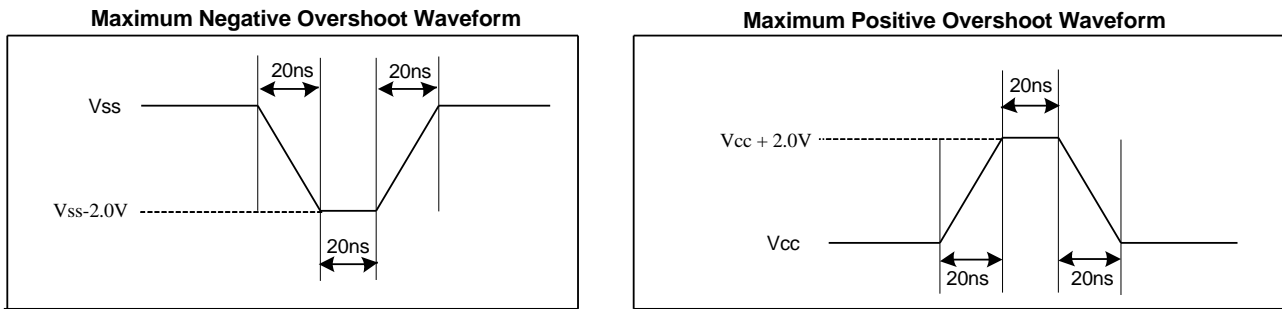 Maximum Negative Overshoot Waveform
20ns
20ns
Vss
Vss-2.0V
20ns
Maximum Positive Overshoot Waveform
20ns
Vcc + 2.0V
Vcc
20ns
20ns